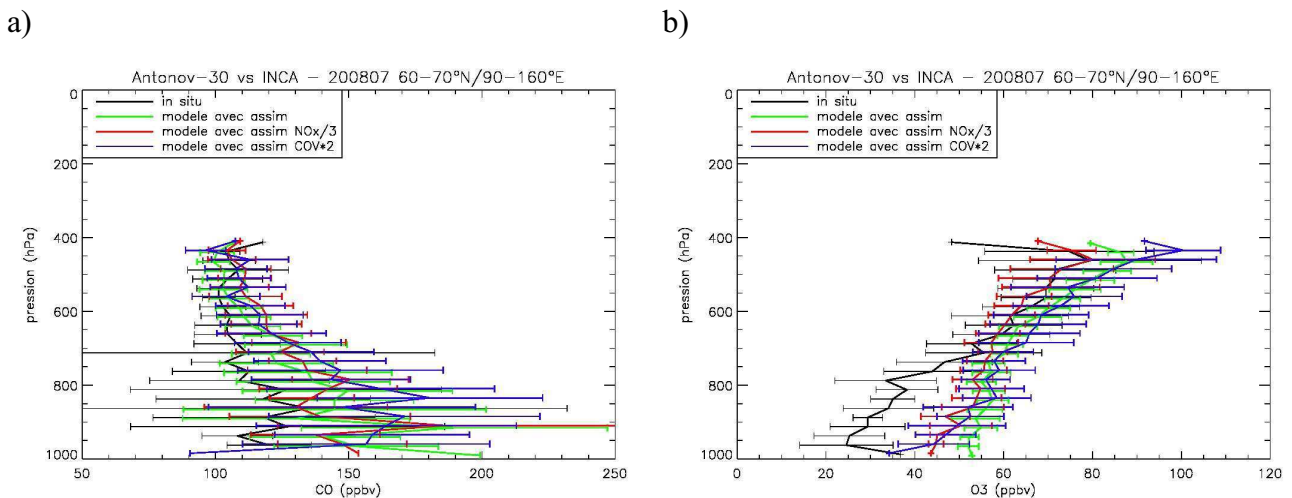 a)
b)
Antonov-30 vs INCA - 200807 60-70°N/90-160°E
in situ
modele avec assim
modele avec assim NOx/3
modele avec assim COV*2
0
200
400
600
800
1000
pression (hPa)
50
100
150
200
250
CO (ppbv)
Antonov-30 vs INCA - 200807 60-70°N/90-160°E
in situ
modele avec assim
modele avec assim NOx/3
modele avec assim COV*2
0
200
400
600
800
1000
pression (hPa)
0
20
40
60
80
100
120
O3 (ppbv)